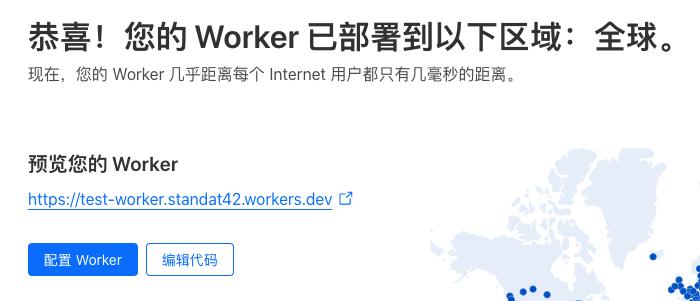 恭喜！您的 Worker 已部署到以下区域：全球。
现在，您的 Worker 几乎距离每个 Internet 用户都只有几毫秒的距离。
预览您的 Worker
https://test-worker.standat42.workers.dev
配置 Worker
编辑代码